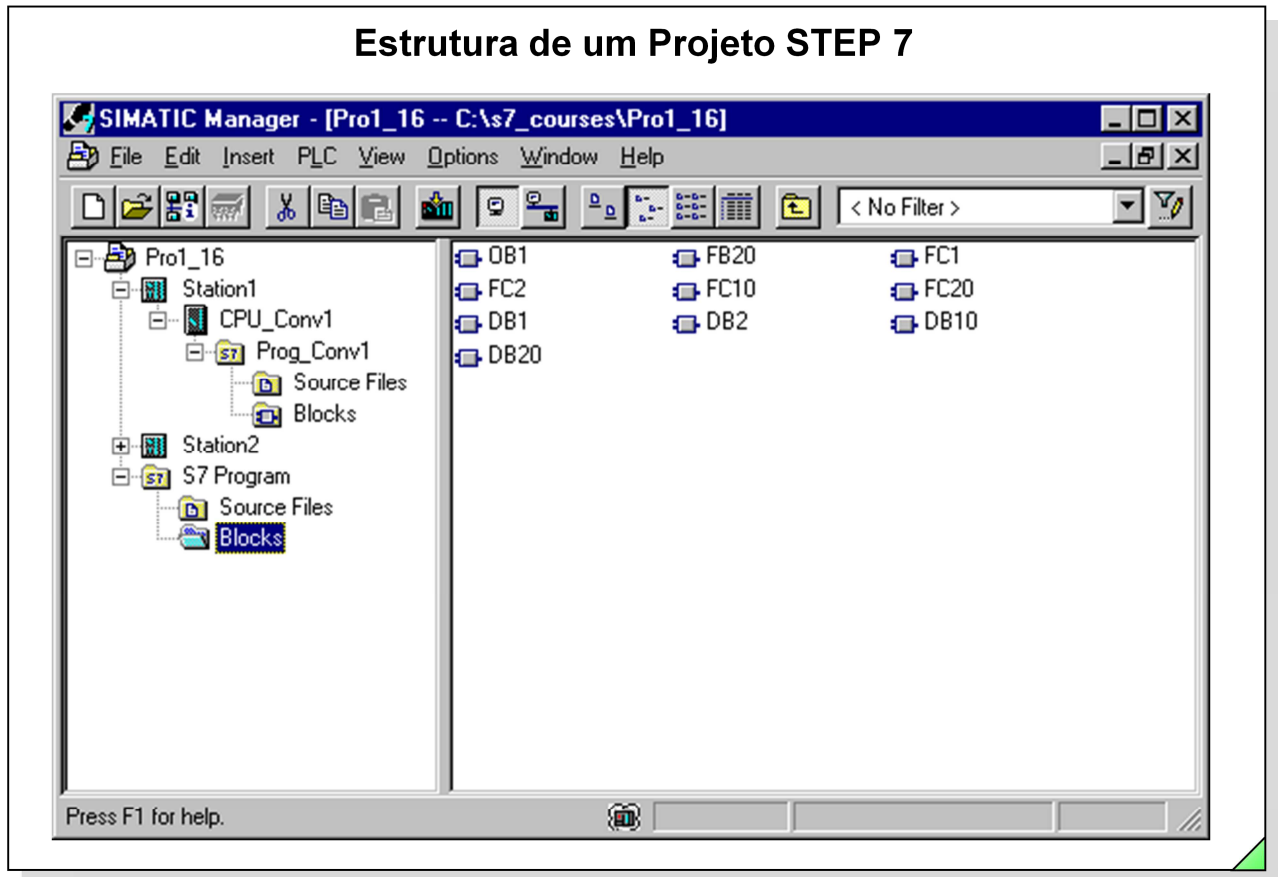 Estrutura de um Projeto STEP 7
SIMATIC Manager - [Pro1_16 -- C:\s7_courses\Pro1_16]
File Edit Insert PLC View Options Window Help
< No Filter >
Pro1_16
Station1
CPU_Conv1
S7 Prog_Conv1
Source Files
Blocks
Station2
S7 S7 Program
Source Files
Blocks
OB1 FB20 FC1
FC2 FC10 FC20
DB1 DB2 DB10
DB20
Press F1 for help.